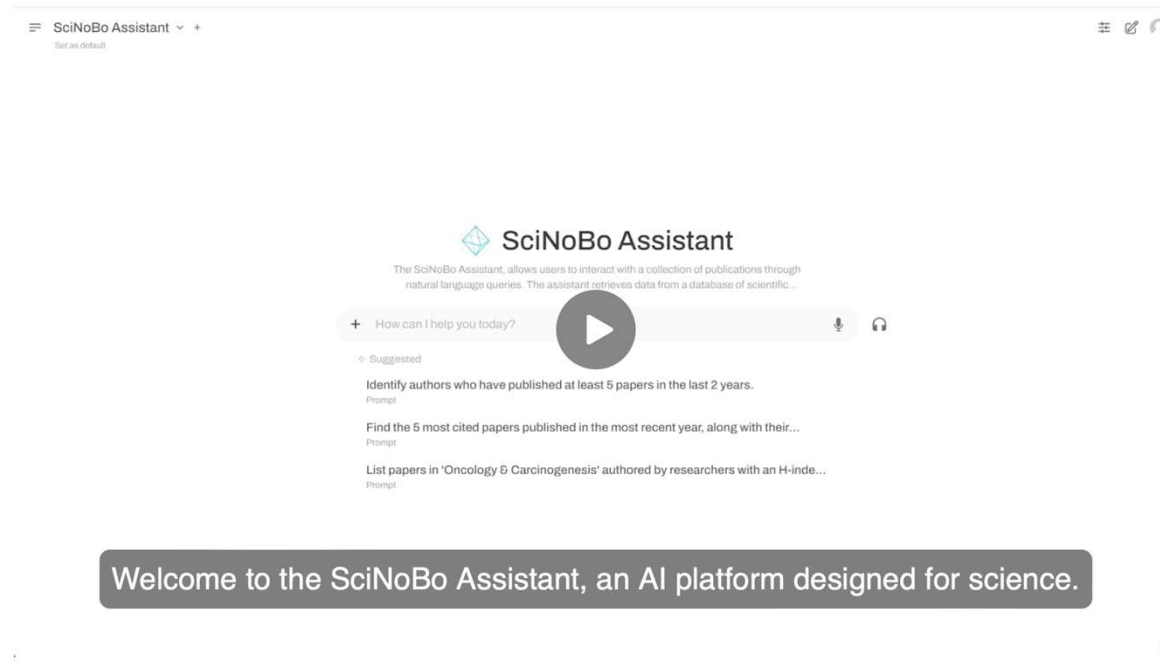 SciNoBo Assistant
Set as default
SciNoBo Assistant
The SciNoBo Assistant, allows users to interact with a collection of publications through
natural language queries. The assistant retrieves data from a database of scientific...
How can I help you today?
Suggested
Identify authors who have published at least 5 papers in the last 2 years.
Prompt
Find the 5 most cited papers published in the most recent year, along with their...
Prompt
List papers in 'Oncology & Carcinogenesis' authored by researchers with an H-inde...
Prompt
Welcome to the SciNoBo Assistant, an AI platform designed for science.